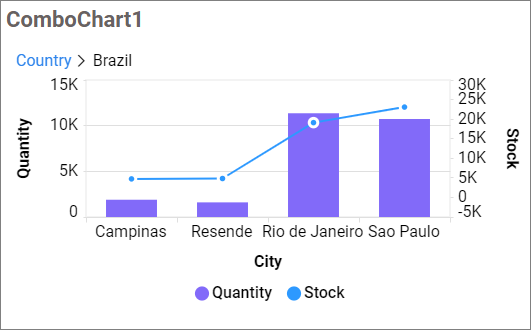 ComboChart1
Country > Brazil
15K
10K
5K
0
Quantity
30K
25K
20K
15K
10K
5K
0
-5K
Stock
Campinas Resende Rio de Janeiro Sao Paulo
City
Quantity Stock